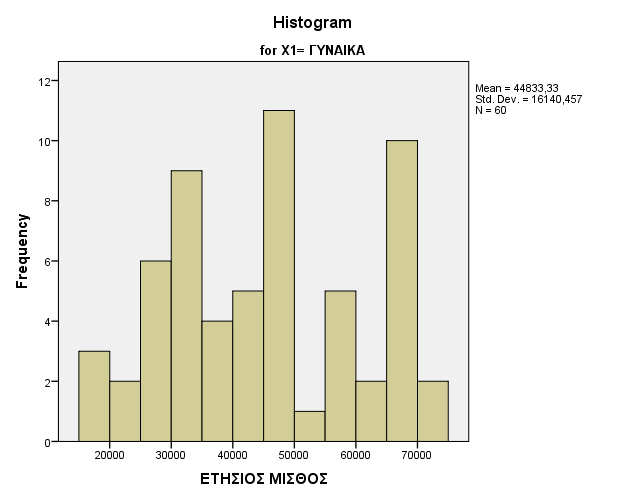 Histogram
for X1= ΓΥΝΑΙΚΑ
Mean = 44833,33
Std. Dev. = 16140,457
N = 60
12
10
8
6
4
2
0
Frequency
20000 30000 40000 50000 60000 70000
ΕΤΗΣΙΟΣ ΜΙΣΘΟΣ